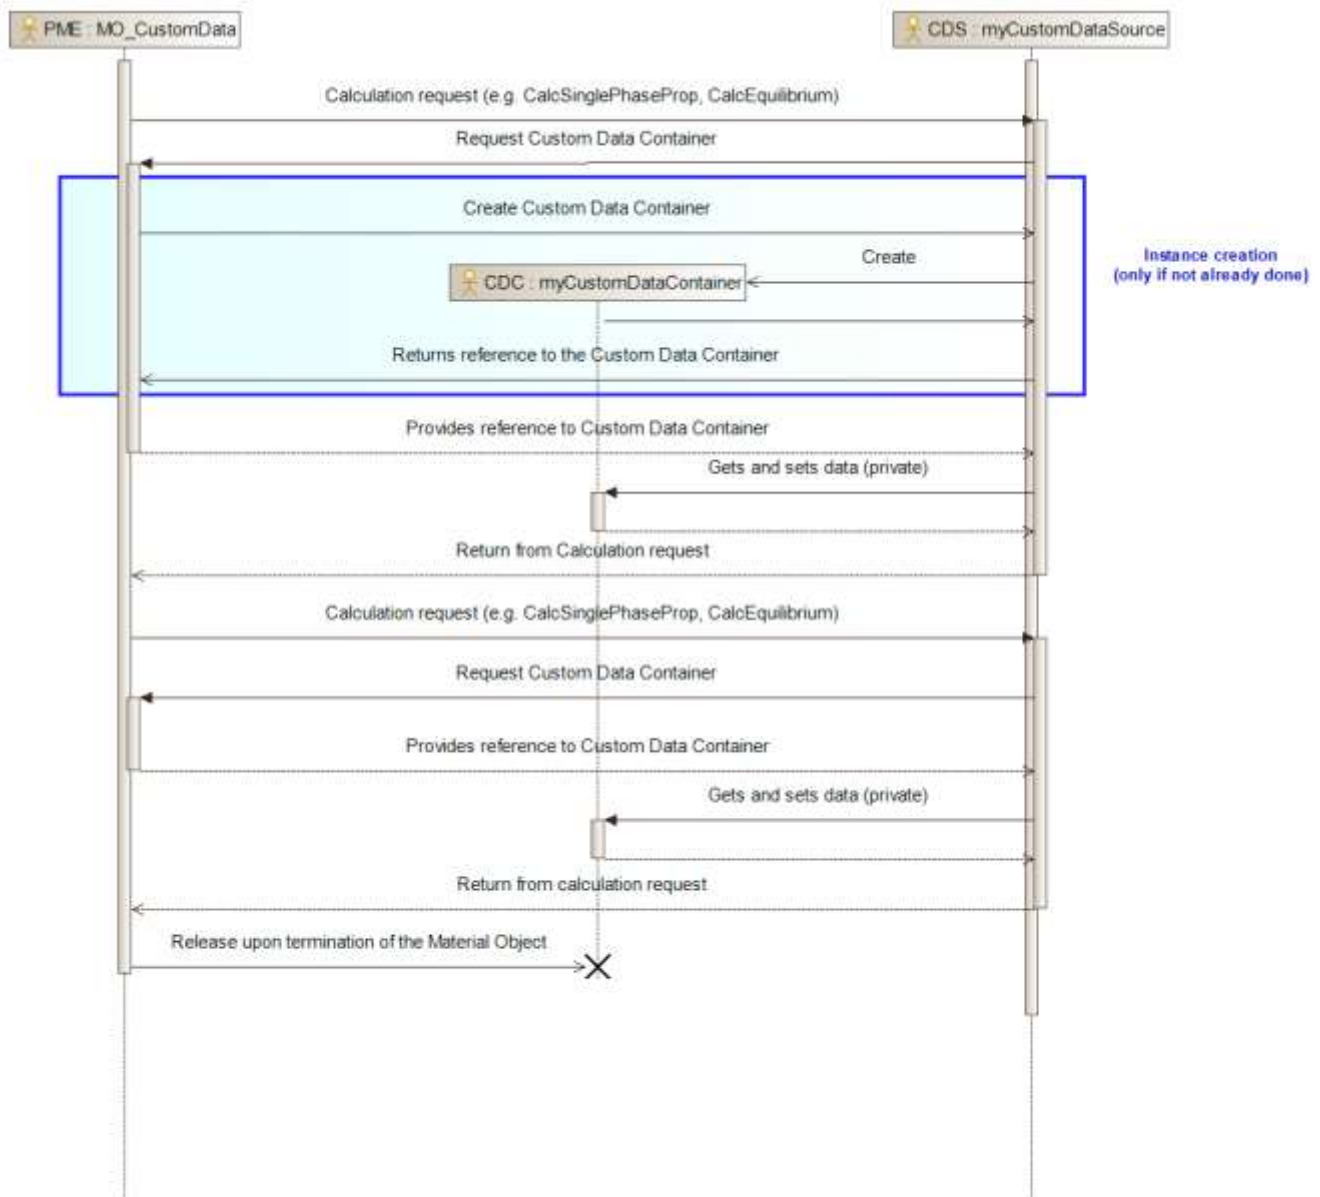 PME : MO_CustomData
CDS : myCustomDataSource
Calculation request (e.g. CalcSinglePhaseProp, CalcEquilibrium)
Request Custom Data Container
Create Custom Data Container
Create
Instance creation
(only if not already done)
CDC : myCustomDataContainer
Returns reference to the Custom Data Container
Provides reference to Custom Data Container
Gets and sets data (private)
Return from Calculation request
Calculation request (e.g. CalcSinglePhaseProp, CalcEquilibrium)
Request Custom Data Container
Provides reference to Custom Data Container
Gets and sets data (private)
Return from calculation request
Release upon termination of the Material Object